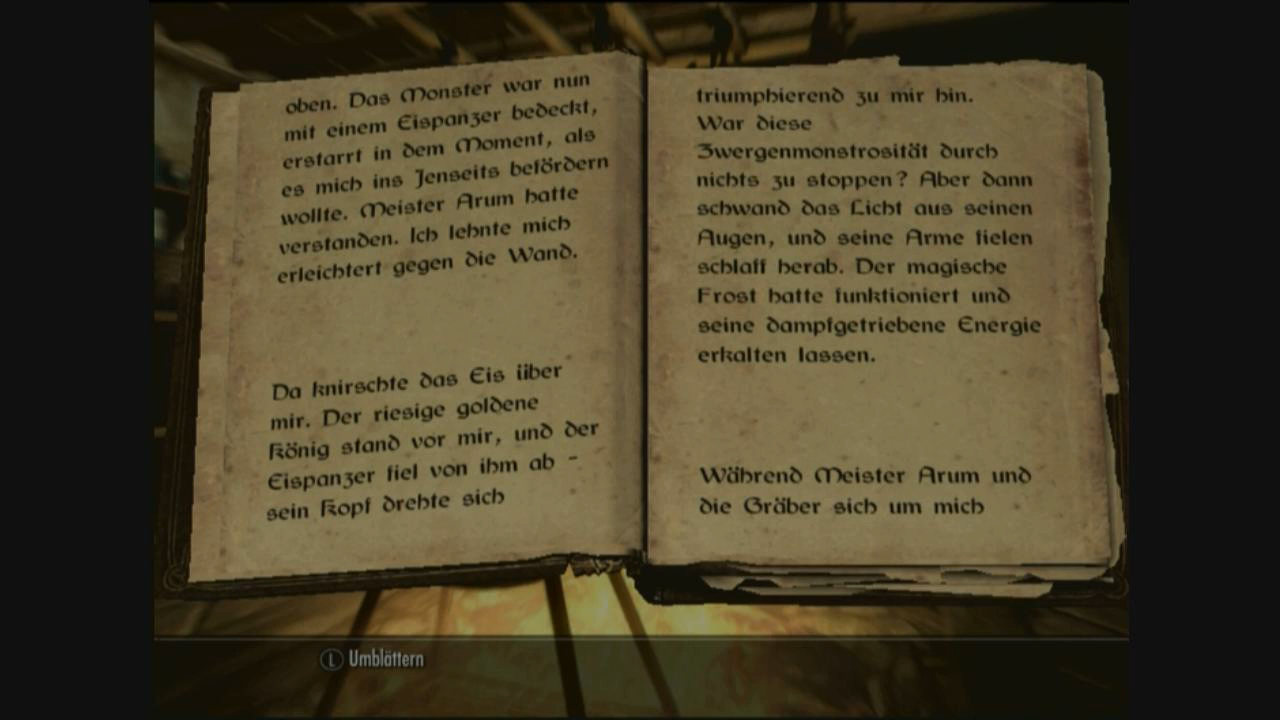 oben. Das Monster war nun
mit einem Eispanzer bedeckt,
erstarrt in dem Moment, als
es mich ins Jenseits befördern
wollte. Meister Arum hatte
verstanden. Ich lehnte mich
erleichtert gegen die Wand.
Da knirschte das Eis über
mir. Der riesige goldene
König stand vor mir, und der
Eispanzer fiel von ihm ab -
sein Kopf drehte sich
triumphierend zu mir hin.
War diese
Zwergenmonstrosität durch
nichts zu stoppen? Aber dann
schwand das Licht aus seinen
Augen, und seine Arme fielen
schlaff herab. Der magische
Frost hatte funktioniert und
seine dampfgetriebene Energie
erkalten lassen.
Während Meister Arum und
die Gräber sich um mich
L Umblättern